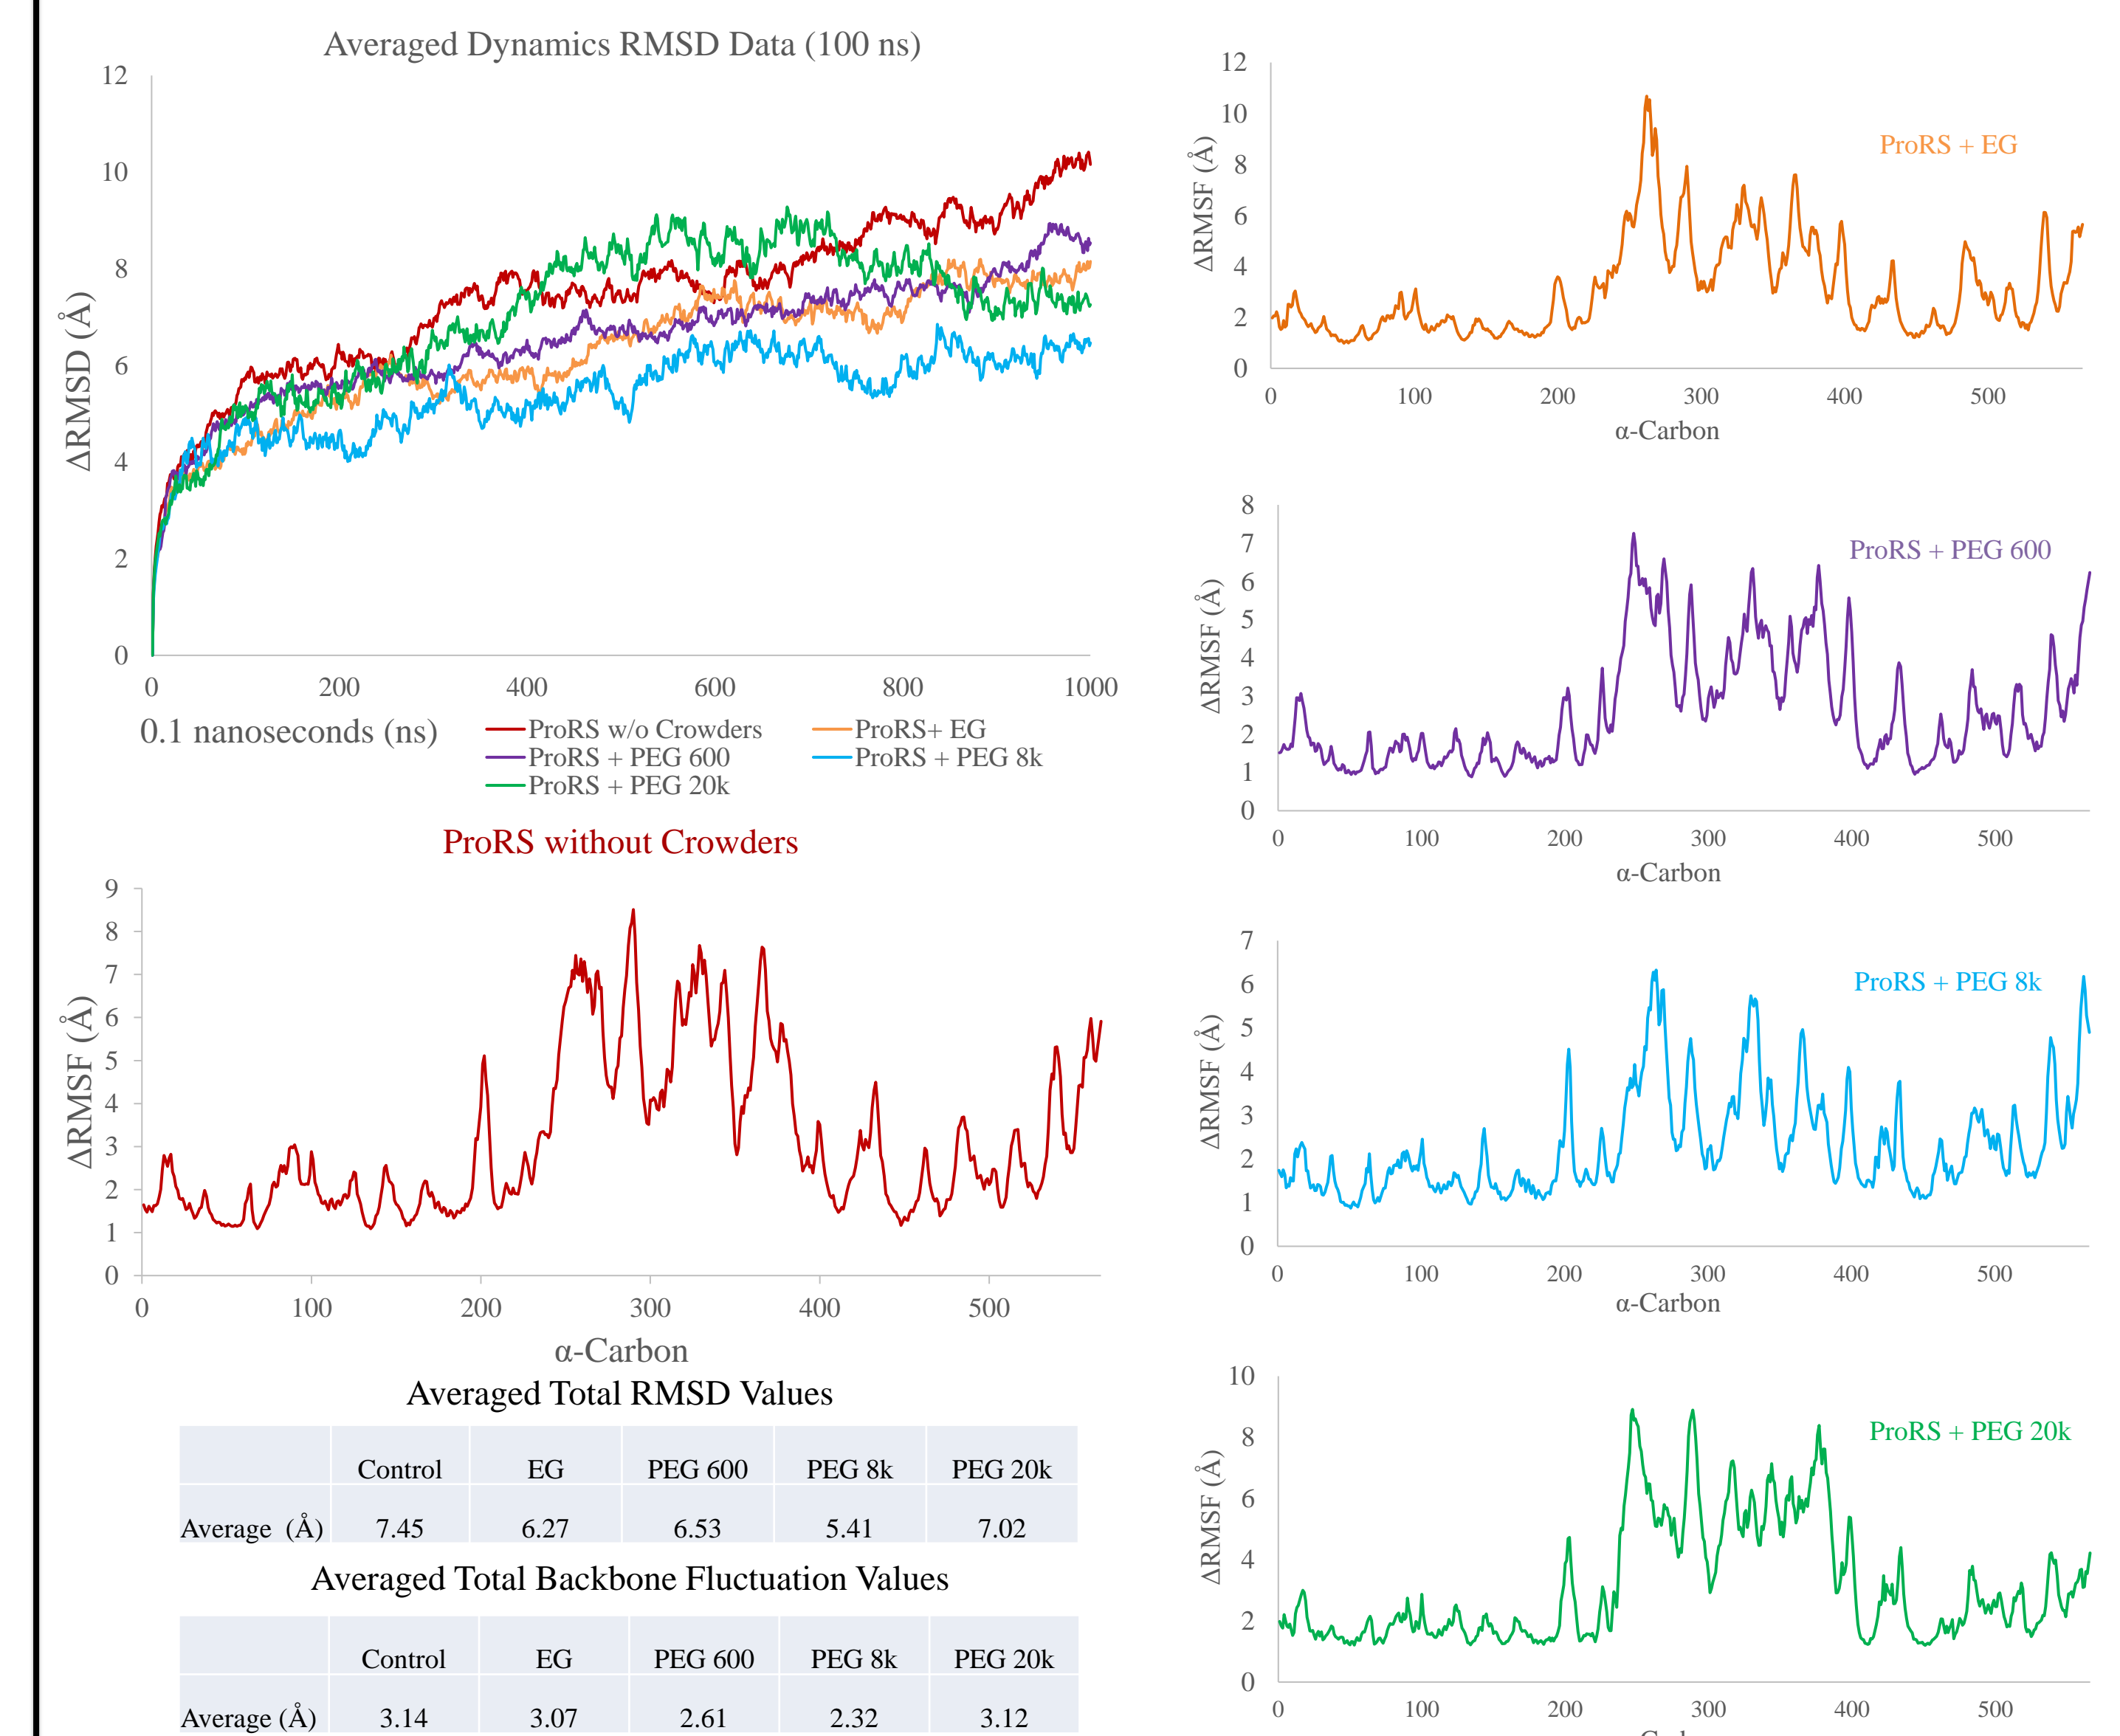 Averaged Dynamics RMSD Data (100 ns)
12
10
8
6
4
2
0
ΔRMSD (Å)
0 200 400 600 800 1000
0.1 nanoseconds (ns)
ProRS w/o Crowders ProRS+ EG
ProRS + PEG 600 ProRS + PEG 8k
ProRS + PEG 20k
ProRS without Crowders
9
8
7
6
5
4
3
2
1
0
ΔRMSF (Å)
0 100 200 300 400 500
α-Carbon
Averaged Total RMSD Values
Control EG PEG 600 PEG 8k PEG 20k
Average (Å) 7.45 6.27 6.53 5.41 7.02
Averaged Total Backbone Fluctuation Values
Control EG PEG 600 PEG 8k PEG 20k
Average (Å) 3.14 3.07 2.61 2.32 3.12
12
10
8
6
4
2
0
ΔRMSF (Å)
ProRS + EG
0 100 200 300 400 500
α-Carbon
8
7
6
5
4
3
2
1
0
ΔRMSF (Å)
ProRS + PEG 600
0 100 200 300 400 500
α-Carbon
7
6
5
4
3
2
1
0
ΔRMSF (Å)
ProRS + PEG 8k
0 100 200 300 400 500
α-Carbon
10
8
6
4
2
0
ΔRMSF (Å)
ProRS + PEG 20k
0 100 200 300 400 500